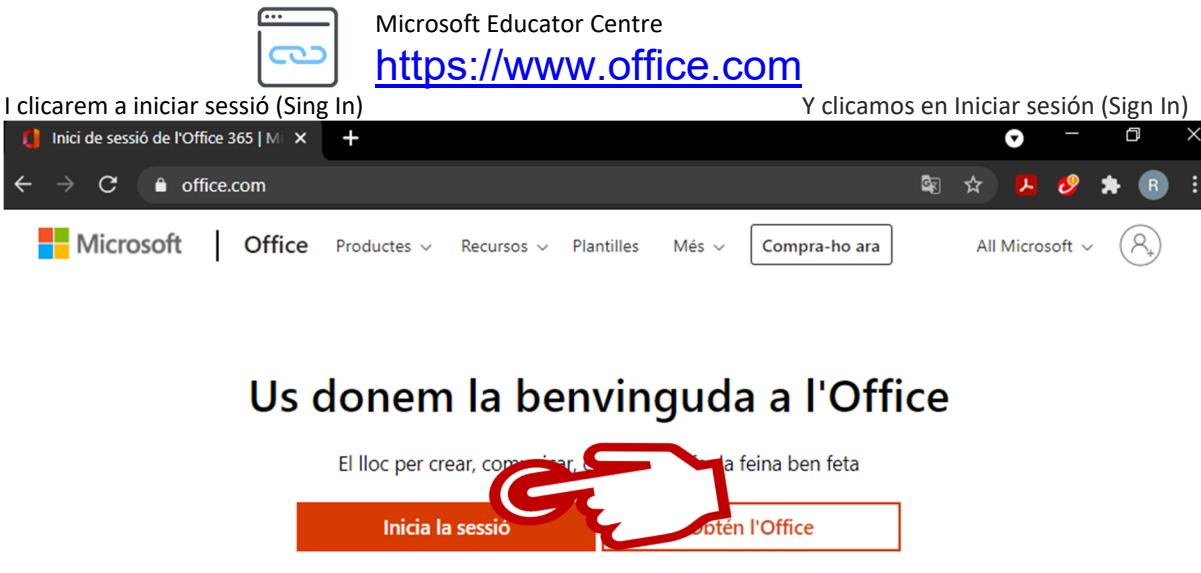 Microsoft Educator Centre
https://www.office.com
I clicarem a iniciar sessió (Sing In)
Y clicamos en Iniciar sesión (Sign In)
Inici de sessió de l'Office 365 | Mi
office.com
R
Microsoft | Office Productes Recursos Plantilles Més Compra-ho ara All Microsoft
Us donem la benvinguda a l'Office
El lloc per crear, la feina ben feta
Inicia la sessió
Obtén l'Office